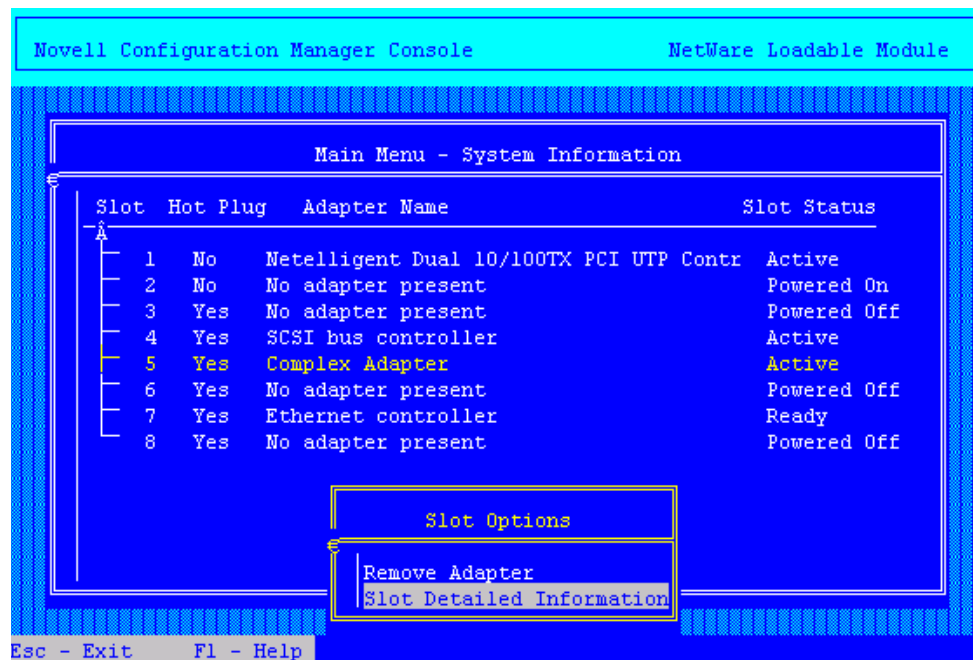 Novell Configuration Manager Console NetWare Loadable Module
Main Menu - System Information
Slot Hot Plug Adapter Name Slot Status
1 No Netelligent Dual 10/100TX PCI UTP Contr Active
2 No No adapter present Powered On
3 Yes No adapter present Powered Off
4 Yes SCSI bus controller Active
5 Yes Complex Adapter Active
6 Yes No adapter present Powered Off
7 Yes Ethernet controller Ready
8 Yes No adapter present Powered Off
Slot Options
Remove Adapter
Slot Detailed Information
Esc - Exit F1 - Help